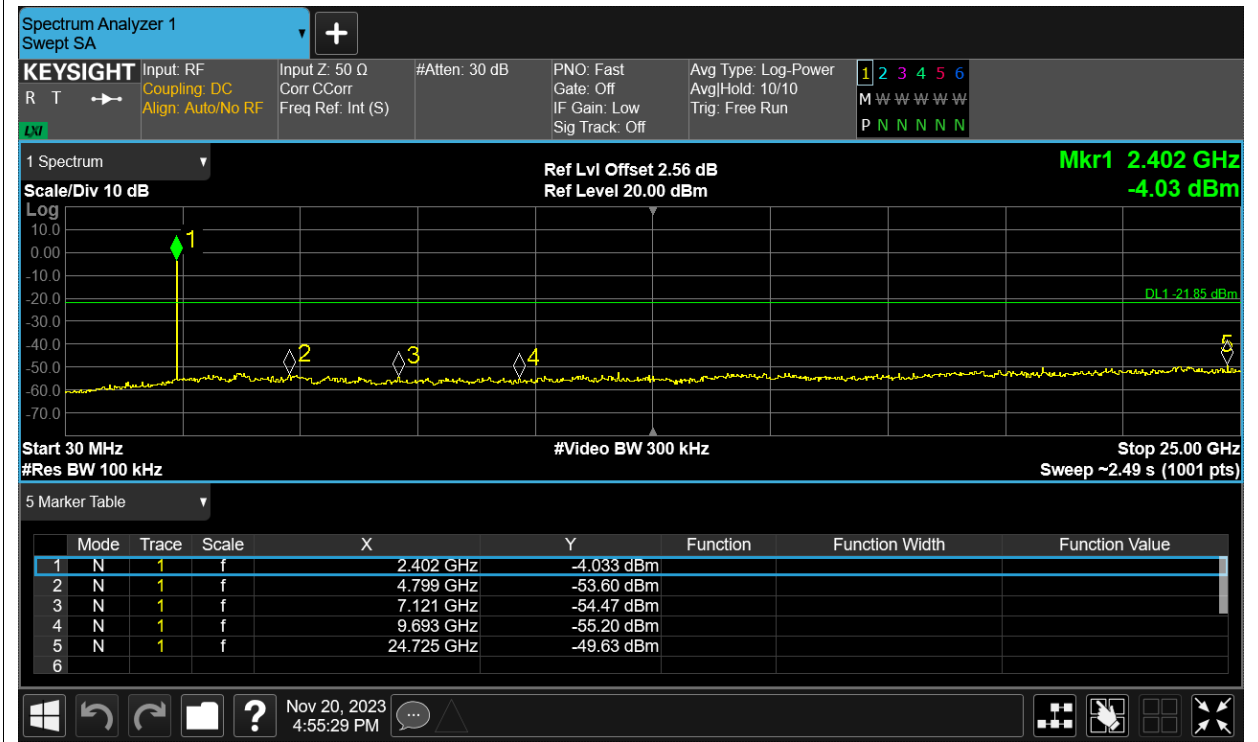 Spectrum Analyzer 1
Swept SA
KEYSIGHT
R T
LXI
Input: RF
Coupling: DC
Align: Auto/No RF
Input Z: 50 Ω
Corr CCorr
Freq Ref: Int (S)
#Atten: 30 dB
PNO: Fast
Gate: Off
IF Gain: Low
Sig Track: Off
Avg Type: Log-Power
Avg|Hold: 10/10
Trig: Free Run
1 2 3 4 5 6
M W W W W W
P N N N N N
1 Spectrum
Scale/Div 10 dB
Ref Lvl Offset 2.56 dB
Ref Level 20.00 dBm
Mkr1 2.402 GHz
-4.03 dBm
Log
10.0
0.00
-10.0
-20.0
-30.0
-40.0
-50.0
-60.0
-70.0
1
2
3
4
5
DL1 -21.85 dBm
Start 30 MHz
#Video BW 300 kHz
Stop 25.00 GHz
#Res BW 100 kHz
Sweep ~2.49 s (1001 pts)
5 Marker Table
Mode Trace Scale X Y Function Function Width Function Value
1 N 1 f 2.402 GHz -4.033 dBm
2 N 1 f 4.799 GHz -53.60 dBm
3 N 1 f 7.121 GHz -54.47 dBm
4 N 1 f 9.693 GHz -55.20 dBm
5 N 1 f 24.725 GHz -49.63 dBm
6
?
Nov 20, 2023
4:55:29 PM